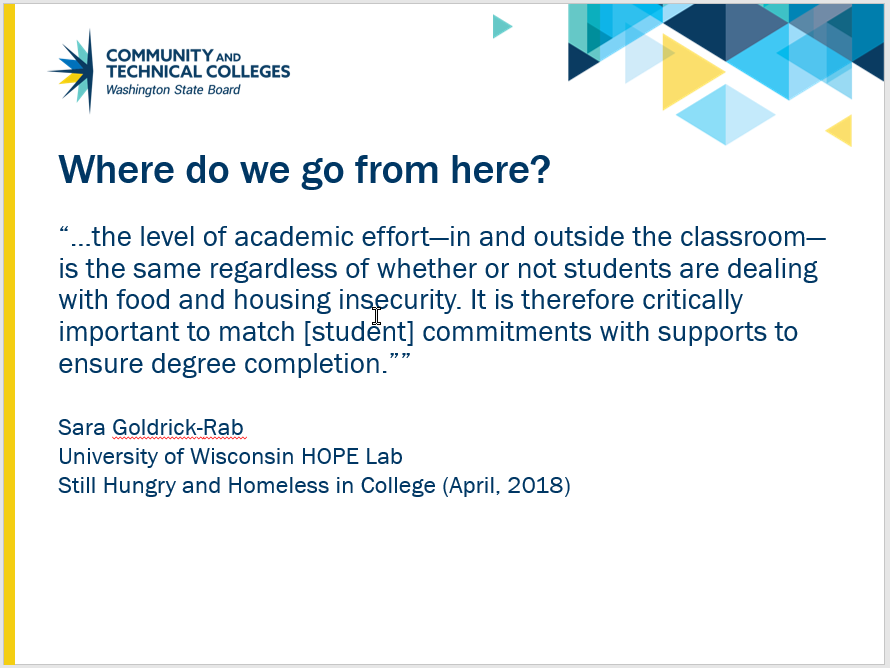 COMMUNITY AND
TECHNICAL COLLEGES
Washington State Board
Where do we go from here?
“…the level of academic effort—in and outside the classroom—
is the same regardless of whether or not students are dealing
with food and housing insecurity. It is therefore critically
important to match [student] commitments with supports to
ensure degree completion.””
Sara Goldrick-Rab
University of Wisconsin HOPE Lab
Still Hungry and Homeless in College (April, 2018)